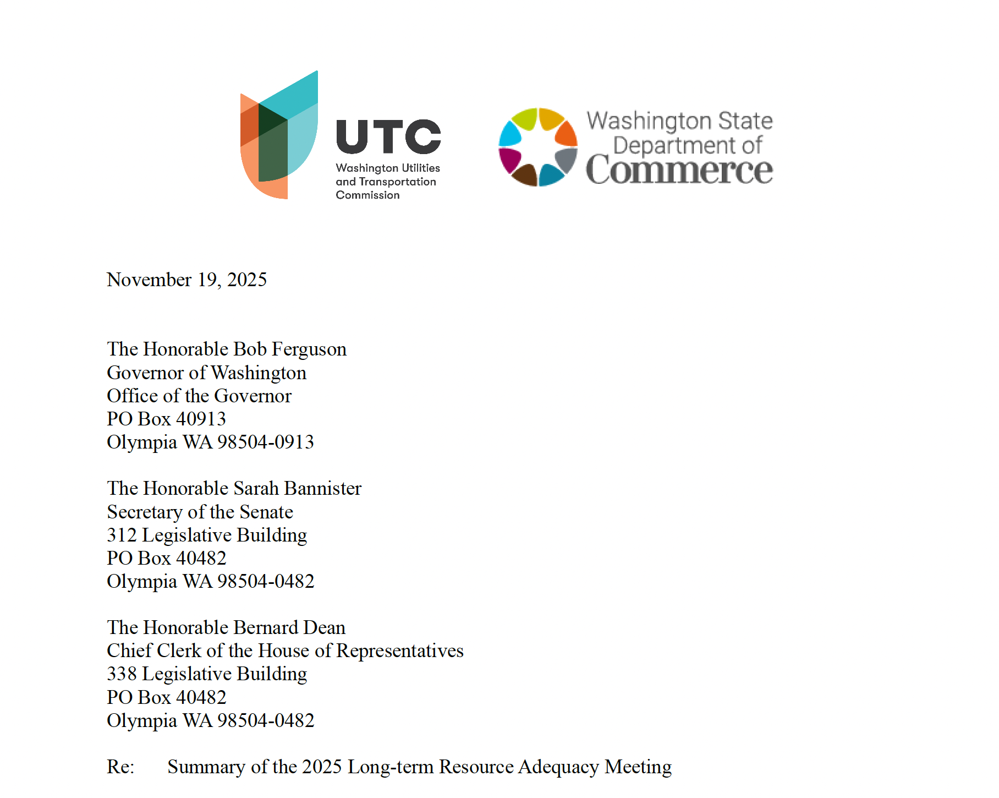 UTC
Washington Utilities
and Transportation
Commission
Washington State
Department of
Commerce
November 19, 2025
The Honorable Bob Ferguson
Governor of Washington
Office of the Governor
PO Box 40913
Olympia WA 98504-0913
The Honorable Sarah Bannister
Secretary of the Senate
312 Legislative Building
PO Box 40482
Olympia WA 98504-0482
The Honorable Bernard Dean
Chief Clerk of the House of Representatives
338 Legislative Building
PO Box 40482
Olympia WA 98504-0482
Re: Summary of the 2025 Long-term Resource Adequacy Meeting